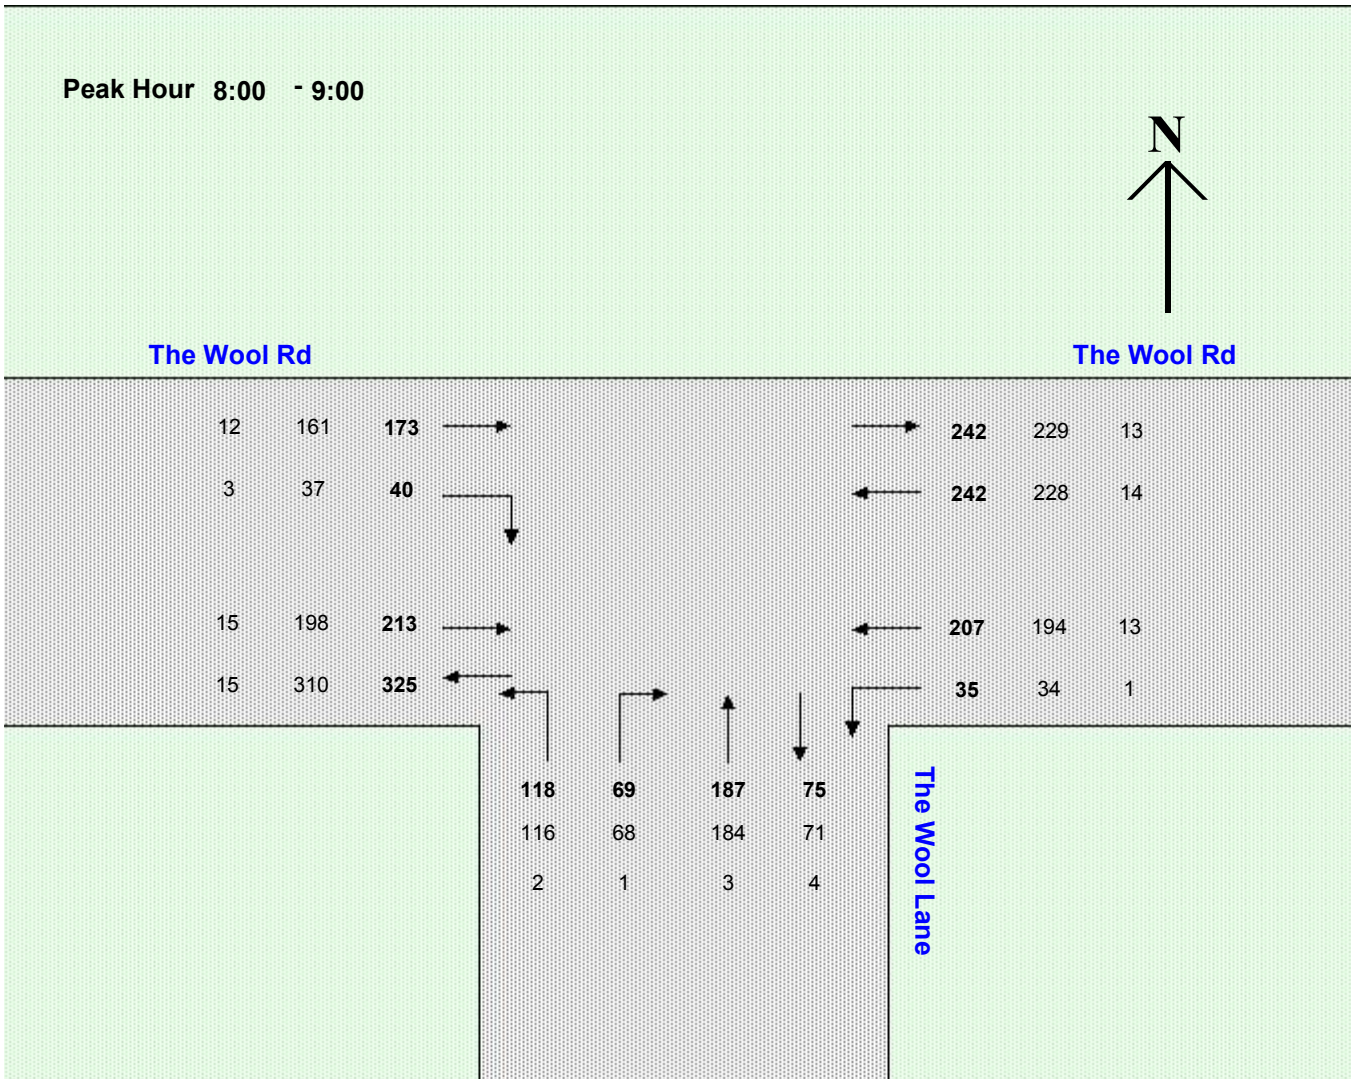 Peak Hour 8:00 - 9:00
N
The Wool Rd
The Wool Rd
12 161 173
242 229 13
3 37 40
242 228 14
15 198 213
207 194 13
15 310 325
35 34 1
118 69 187 75
116 68 184 71
2 1 3 4
The Wool Lane